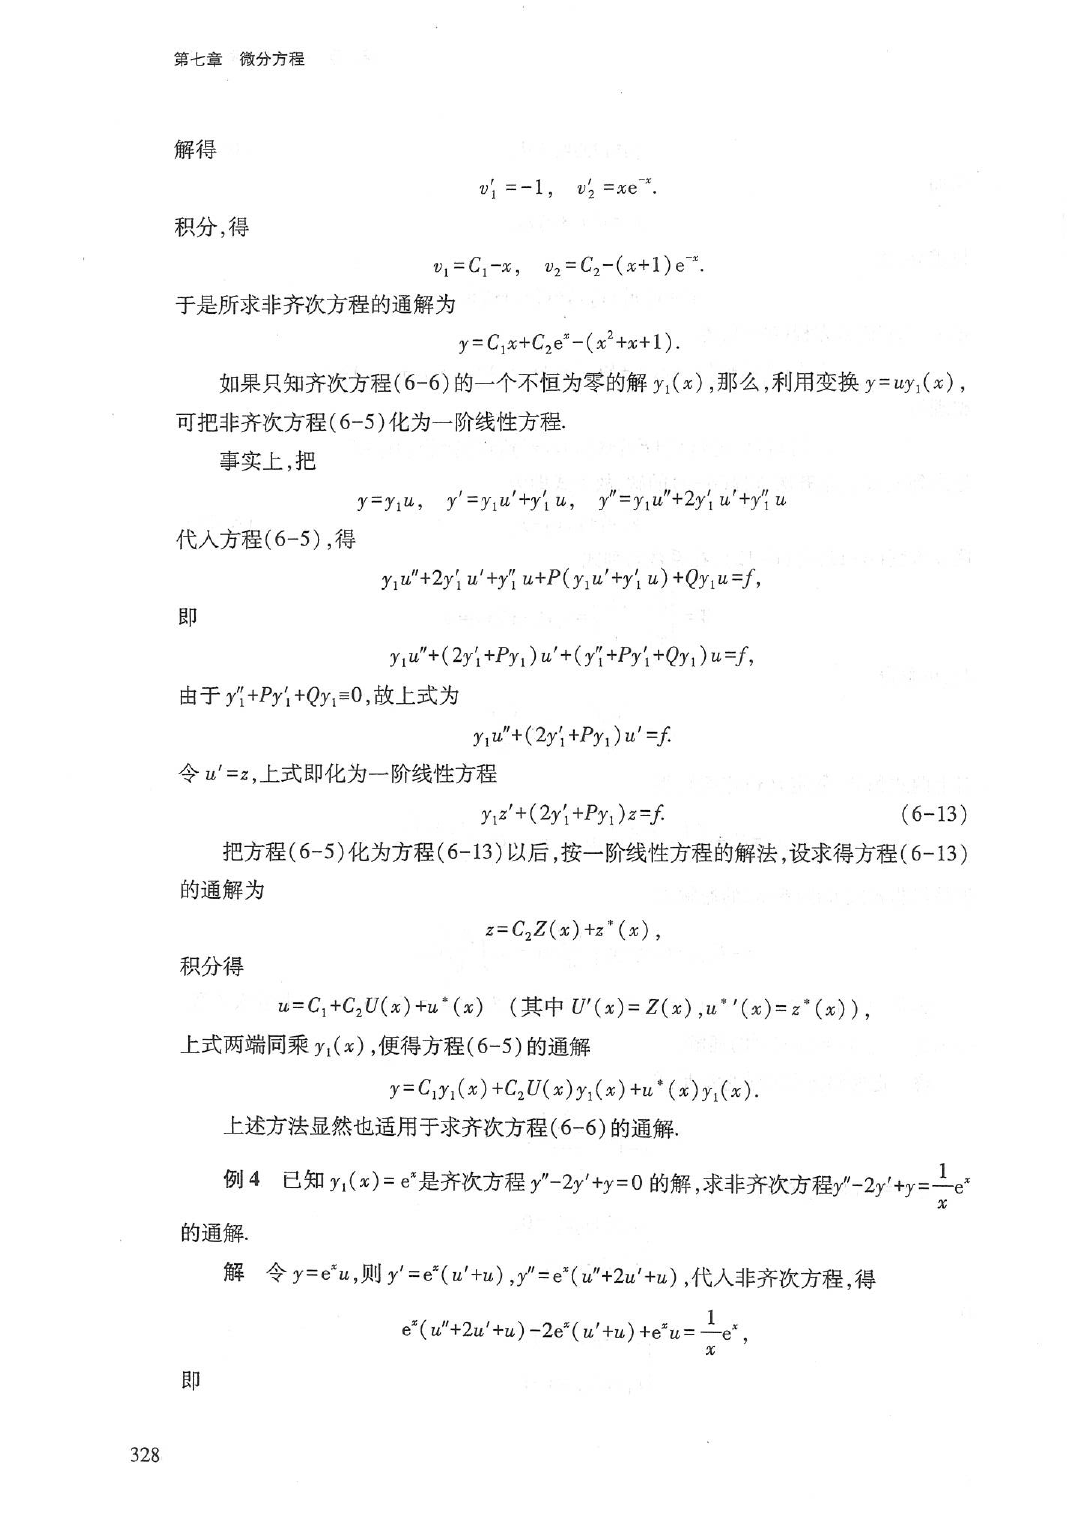 第七章 微分方程
解得
v₁′=-1, v₂′=xe⁻ˣ.
积分,得
v₁=C₁-x, v₂=C₂-(x+1)e⁻ˣ.
于是所求非齐次方程的通解为
y=C₁x+C₂eˣ-(x²+x+1).
如果只知齐次方程(6-6)的一个不恒为零的解 y₁(x),那么,利用变换 y=uy₁(x),
可把非齐次方程(6-5)化为一阶线性方程.
事实上,把
y=y₁u, y′=y₁u′+y₁′u, y″=y₁u″+2y₁′u′+y₁″u
代入方程(6-5),得
y₁u″+2y₁′u′+y₁″u+P(y₁u′+y₁′u)+Qy₁u=f,
即
y₁u″+(2y₁′+Py₁)u′+(y₁″+Py₁′+Qy₁)u=f,
由于 y₁″+Py₁′+Qy₁≡0,故上式为
y₁u″+(2y₁′+Py₁)u′=f.
令 u′=z,上式即化为一阶线性方程
y₁z′+(2y₁′+Py₁)z=f. (6-13)
把方程(6-5)化为方程(6-13)以后,按一阶线性方程的解法,设求得方程(6-13)
的通解为
z=C₂Z(x)+z*(x),
积分得
u=C₁+C₂U(x)+u*(x) (其中 U′(x)=Z(x),u*′(x)=z*(x)),
上式两端同乘 y₁(x),便得方程(6-5)的通解
y=C₁y₁(x)+C₂U(x)y₁(x)+u*(x)y₁(x).
上述方法显然也适用于求齐次方程(6-6)的通解.
例 4 已知 y₁(x)=eˣ是齐次方程 y″-2y′+y=0 的解,求非齐次方程y″-2y′+y=1/x eˣ
的通解.
解 令 y=eˣu,则 y′=eˣ(u′+u),y″=eˣ(u″+2u′+u),代入非齐次方程,得
eˣ(u″+2u′+u)-2eˣ(u′+u)+eˣu=1/x eˣ,
即
328